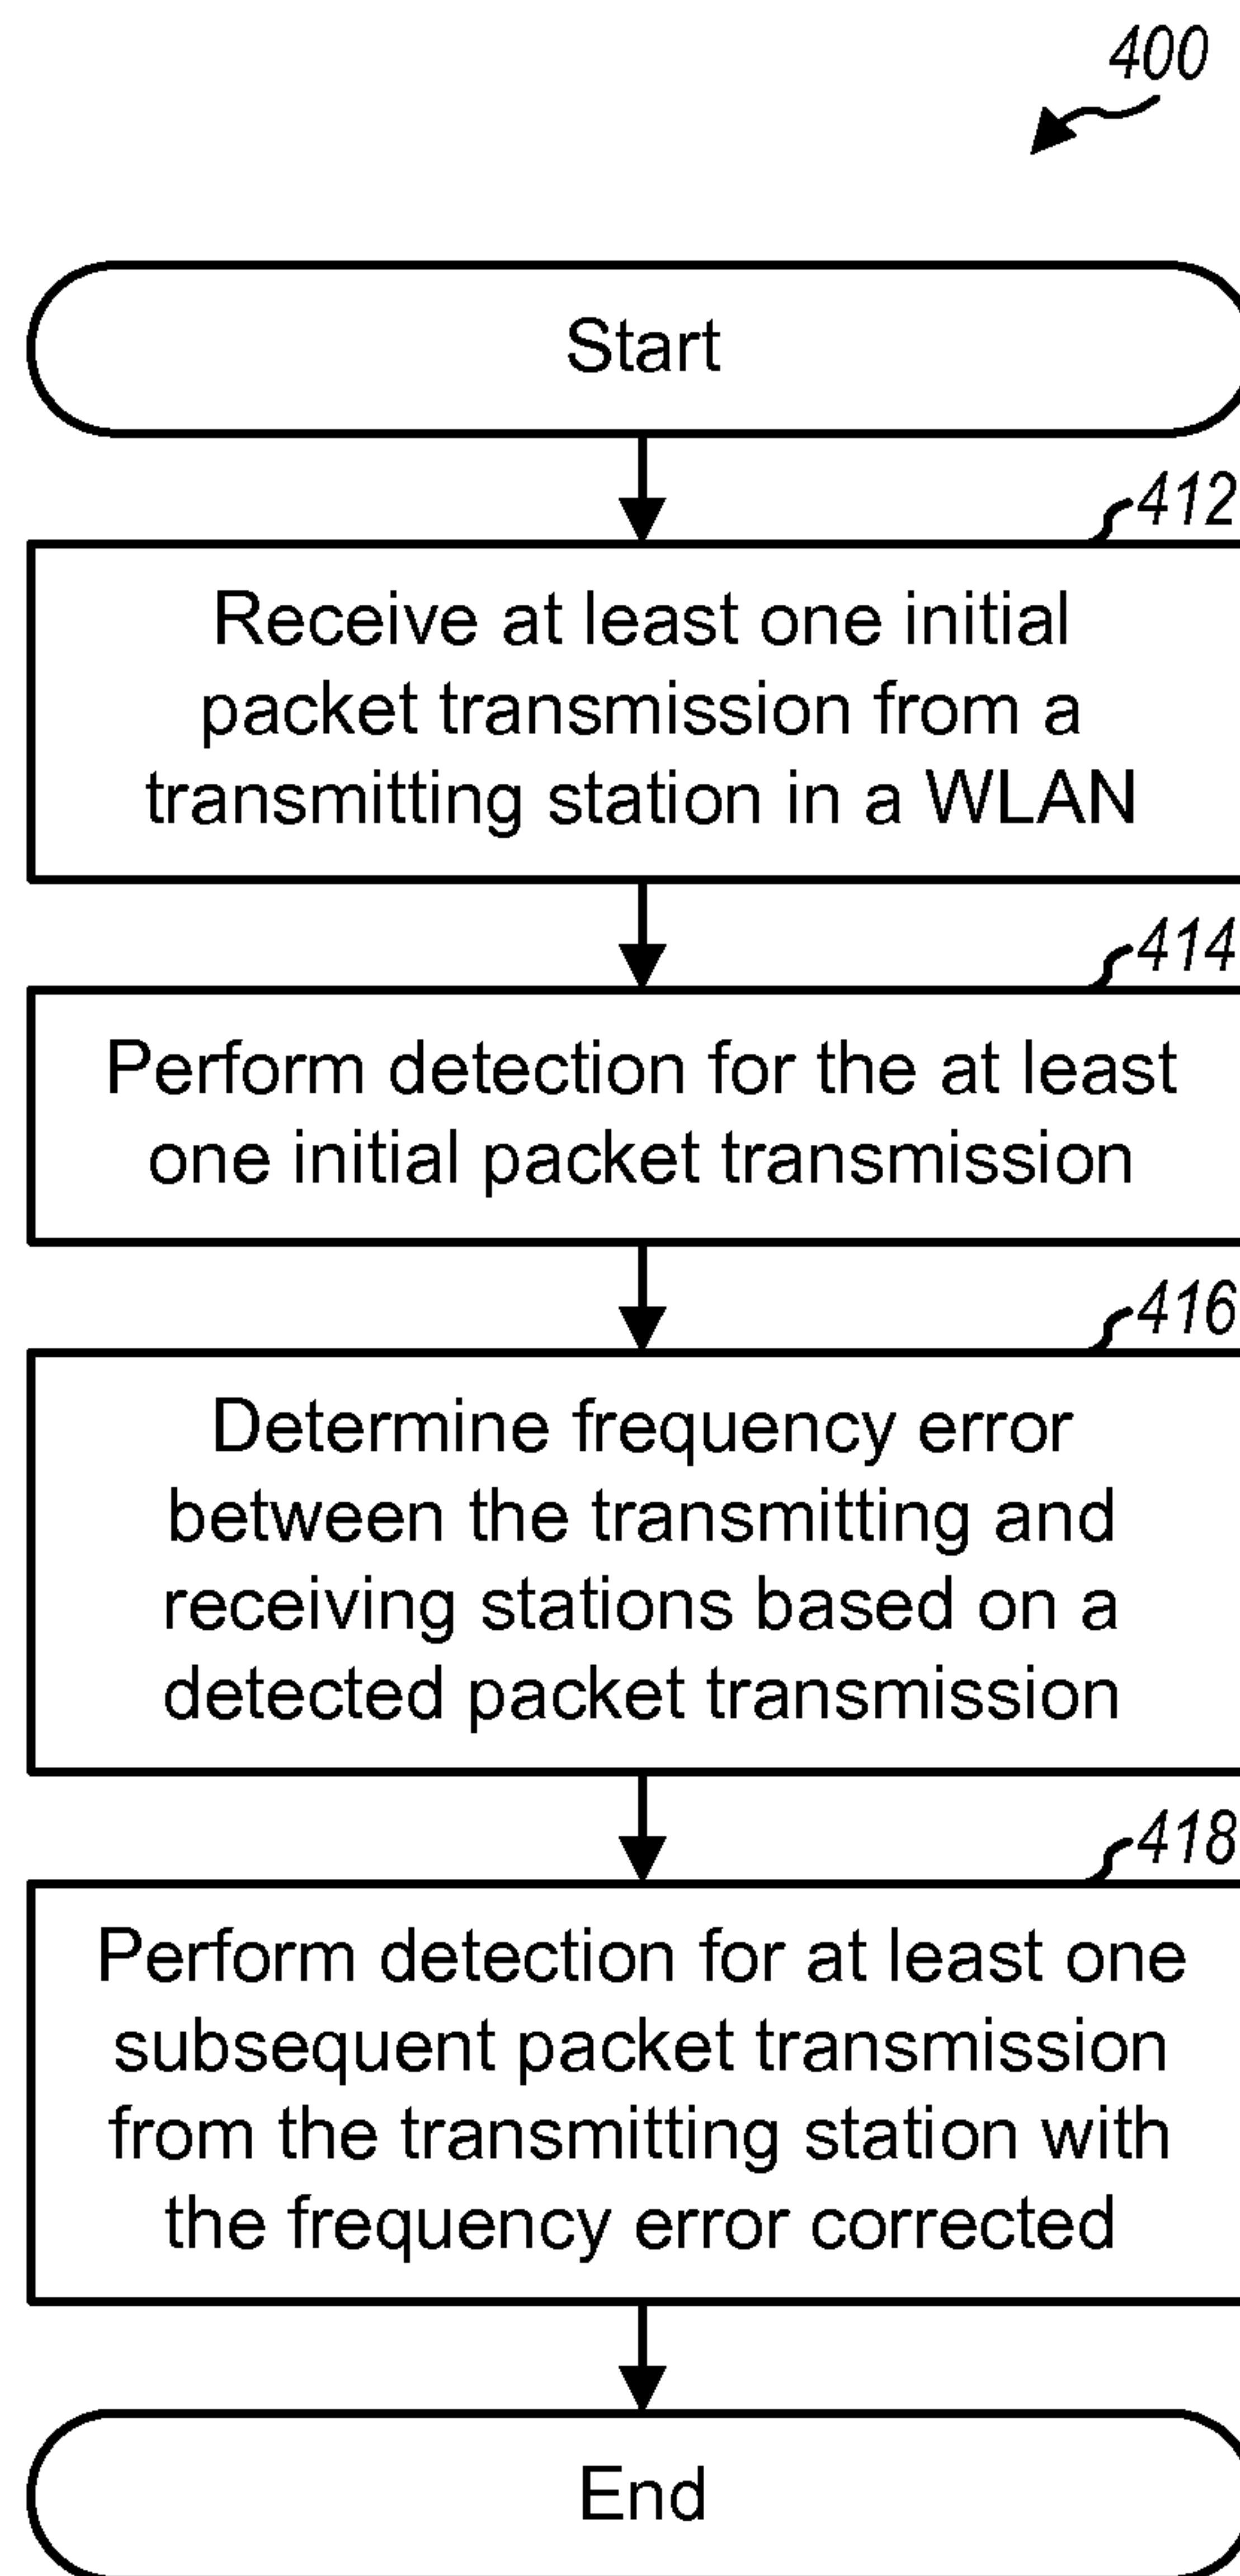 400
Start
412
Receive at least one initial
packet transmission from a
transmitting station in a WLAN
414
Perform detection for the at least
one initial packet transmission
416
Determine frequency error
between the transmitting and
receiving stations based on a
detected packet transmission
418
Perform detection for at least one
subsequent packet transmission
from the transmitting station with
the frequency error corrected
End